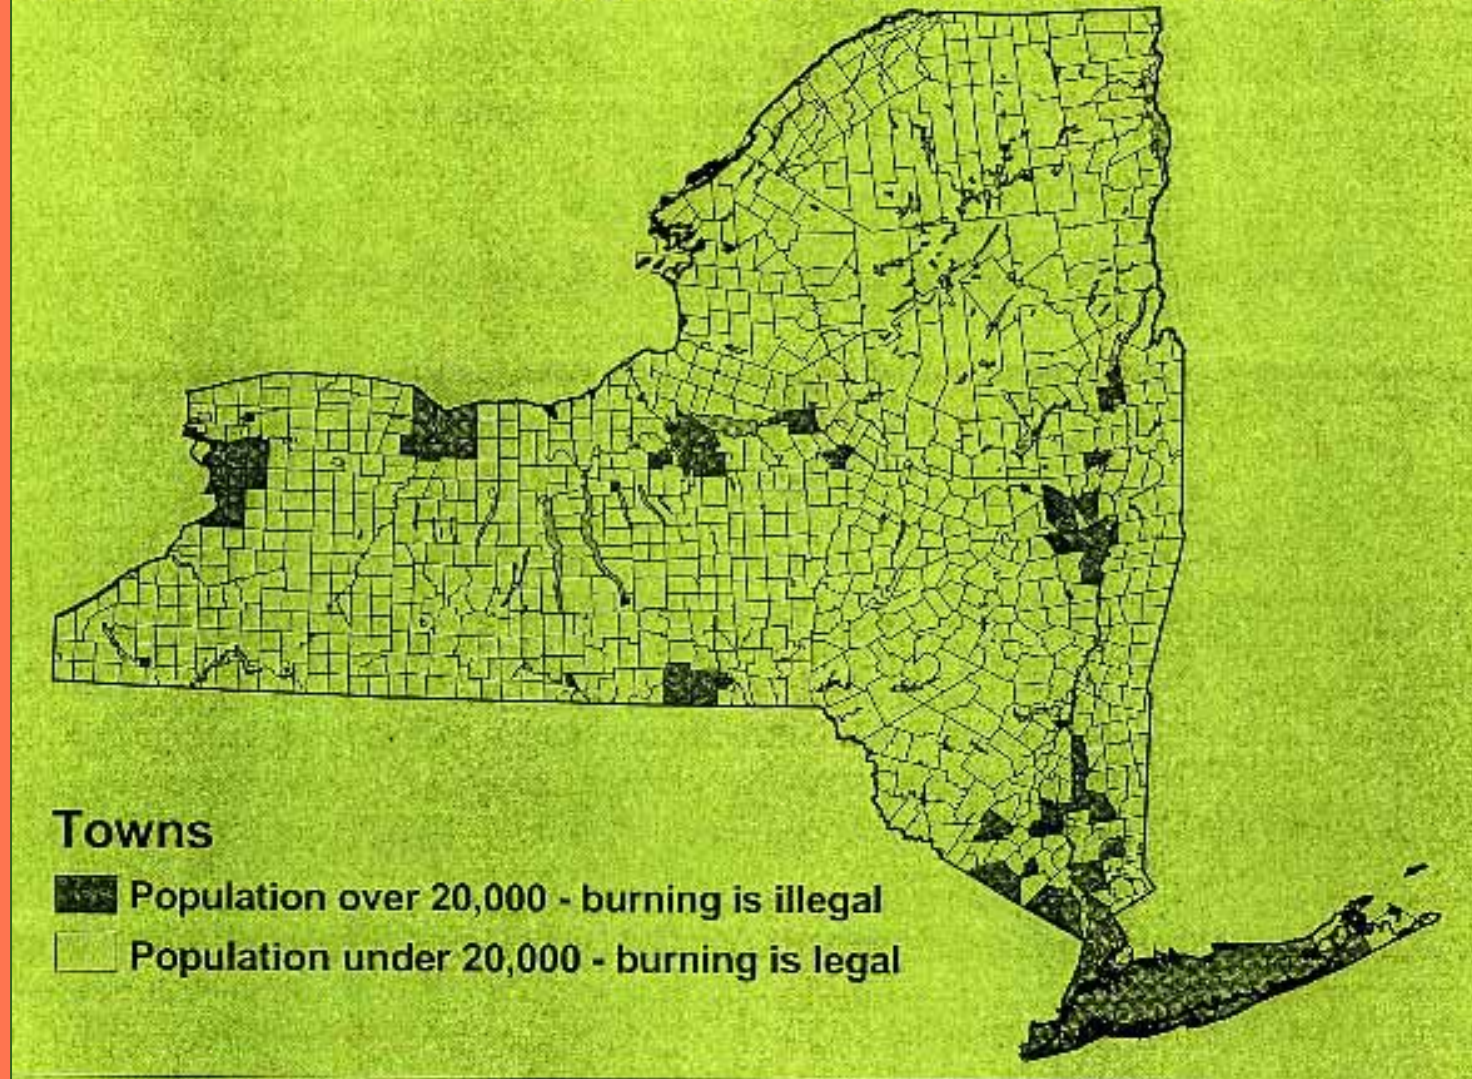 Towns
Population over 20,000 - burning is illegal
Population under 20,000 - burning is legal